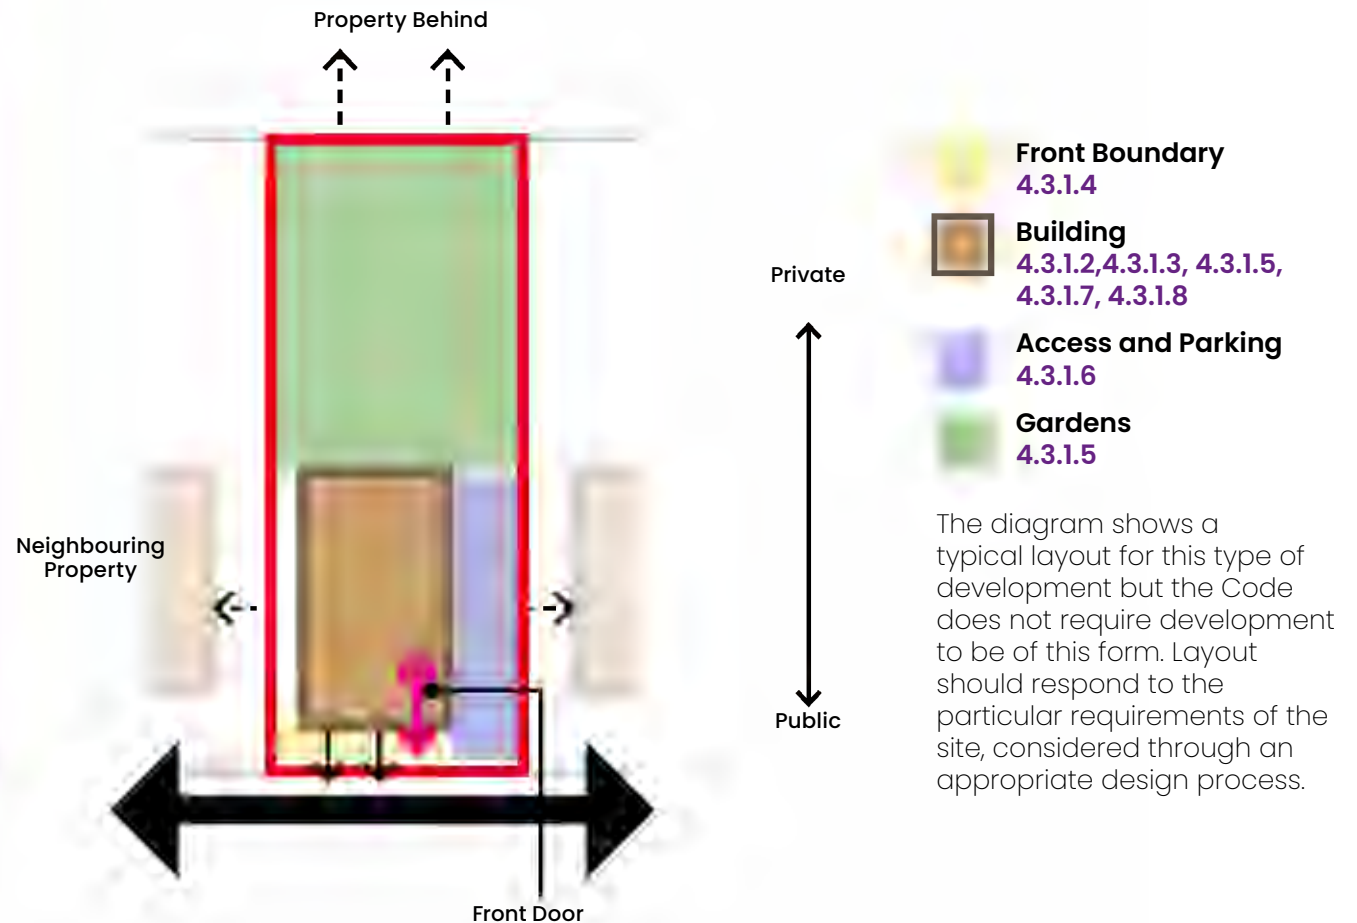 Property Behind
Neighbouring
Property
Front Door
Private
Public
Front Boundary
4.3.1.4
Building
4.3.1.2,4.3.1.3, 4.3.1.5,
4.3.1.7, 4.3.1.8
Access and Parking
4.3.1.6
Gardens
4.3.1.5
The diagram shows a
typical layout for this type of
development but the Code
does not require development
to be of this form. Layout
should respond to the
particular requirements of the
site, considered through an
appropriate design process.